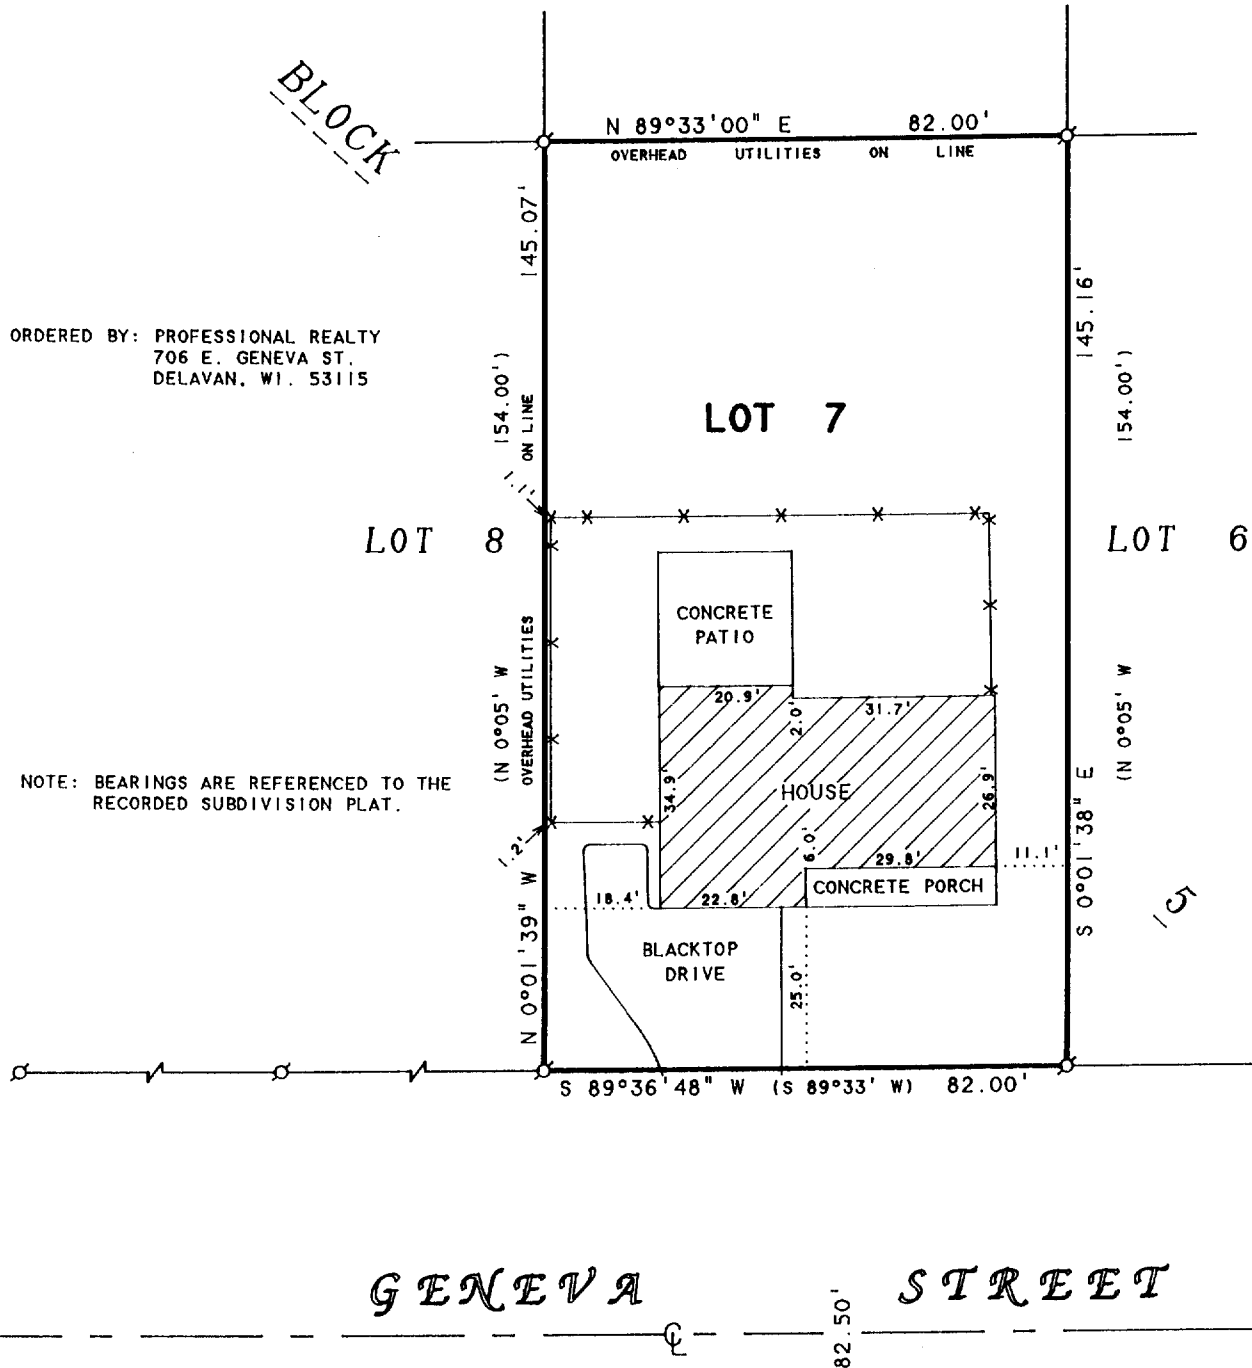 BLOCK
N 89°33'00" E 82.00'
OVERHEAD UTILITIES ON LINE
145.07'
145.16'
ORDERED BY: PROFESSIONAL REALTY
706 E. GENEVA ST.
DELAVAN, WI. 53115
154.00')
ON LINE
154.00')
LOT 7
1.1'
LOT 8
LOT 6
CONCRETE
PATIO
(N 0°05' W
OVERHEAD UTILITIES
(N 0°05' W
20.9'
2.0'
31.7'
NOTE: BEARINGS ARE REFERENCED TO THE
RECORDED SUBDIVISION PLAT.
34.9'
HOUSE
26.9'
1.2'
6.0'
29.8'
11.1'
CONCRETE PORCH
S 0°01'38" E
18.4'
22.8'
15
N 0°01'39" W
BLACKTOP
DRIVE
25.0'
S 89°36'48" W (S 89°33' W) 82.00'
GENEVA STREET
82.50'